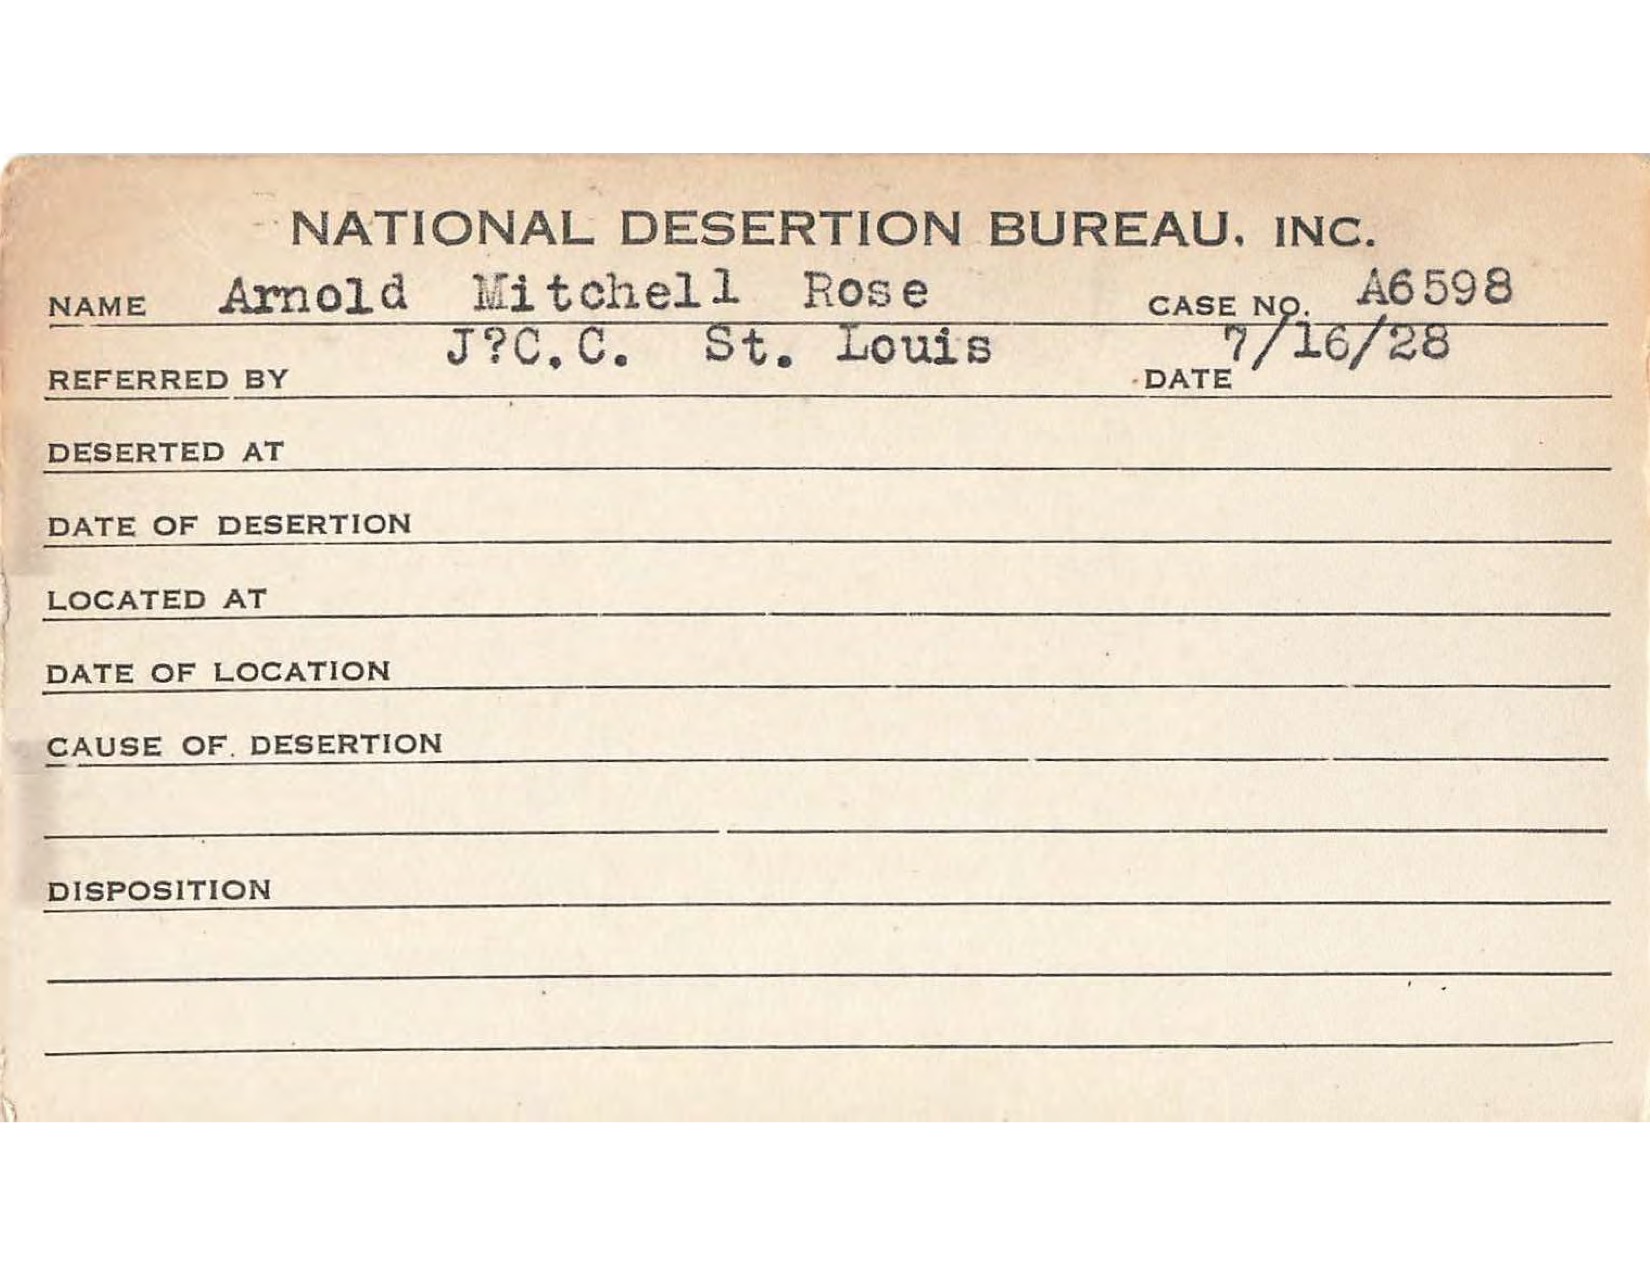 NATIONAL DESERTION BUREAU, INC.
NAME Arnold Mitchell Rose CASE NO. A6598
REFERRED BY J?C.C. St. Louis DATE 7/16/28
DESERTED AT
DATE OF DESERTION
LOCATED AT
DATE OF LOCATION
CAUSE OF DESERTION
DISPOSITION